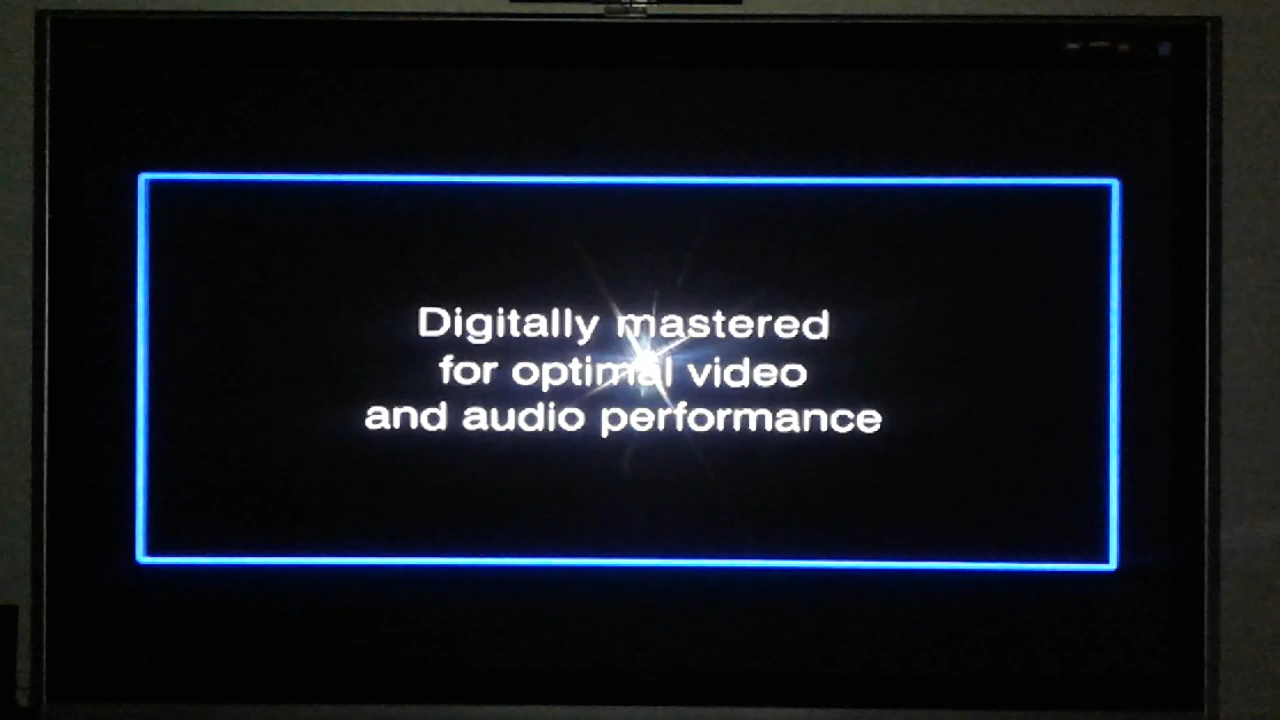 Digitally mastered
for optimal video
and audio performance